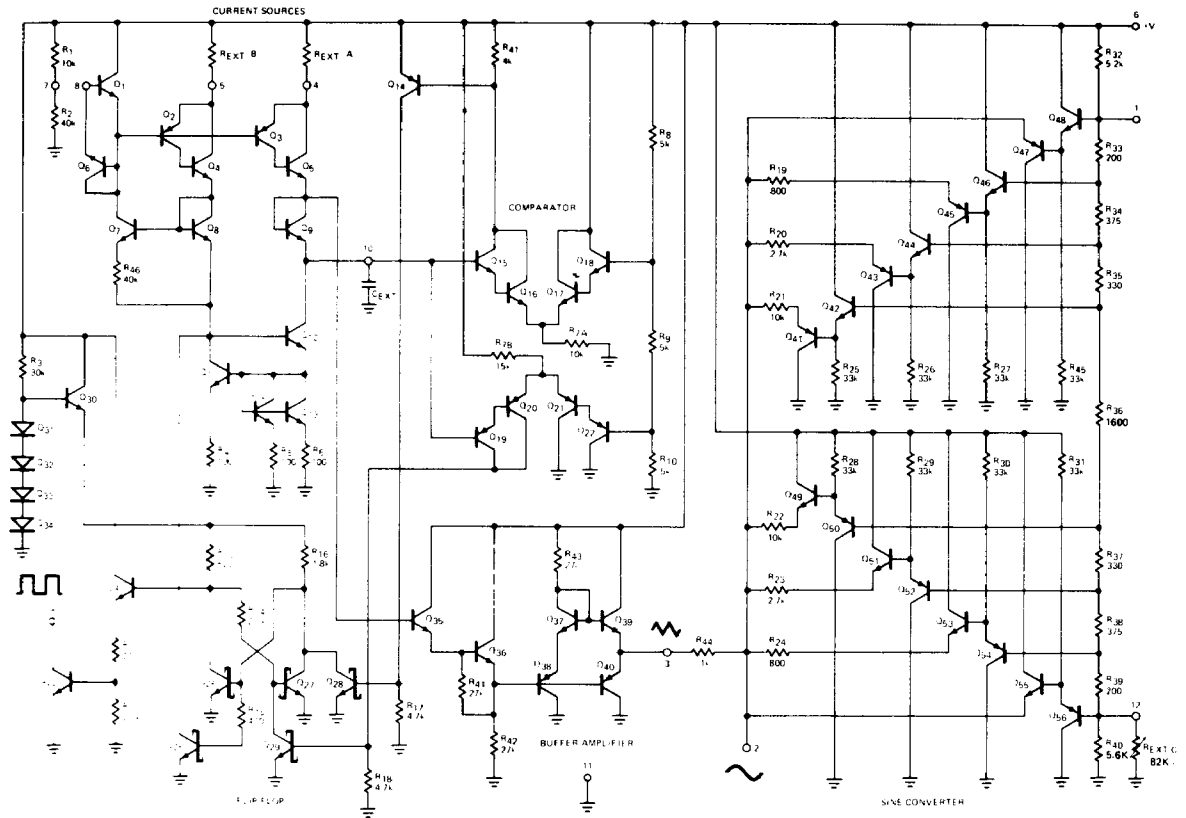 CURRENT SOURCES
6
+V
R1
10k
7
R2
40k
8
Q1
REXT B
5
REXT A
4
Q2
Q3
Q4
Q5
Q6
Q7
Q8
Q9
R46
40k
10
CEXT
Q14
R41
4k
COMPARATOR
Q15
Q16
Q17
Q18
R7A
10k
R7B
15k
Q19
Q20
Q21
Q22
R8
5k
R9
5k
R10
5k
R3
30k
Q30
Q31
Q32
Q33
Q34
R6
100
R16
1.8k
Q27
Q28
R17
4.7k
R18
4.7k
FLIP FLOP
Q35
Q36
R41
27k
R42
27k
R43
27k
Q37
Q38
Q39
Q40
BUFFER AMPLIFIER
11
3
R44
1k
2
R19
800
R20
2.7k
R21
10k
Q41
Q42
Q43
Q44
Q45
Q46
Q47
Q48
R25
33k
R26
33k
R27
33k
R45
33k
R32
5.2k
1
R33
200
R34
375
R35
330
R36
1600
R28
33k
R29
33k
R30
33k
R31
33k
Q49
R22
10k
Q50
Q51
R23
2.7k
Q52
Q53
R24
800
Q54
Q55
Q56
R37
330
R38
375
R39
200
12
R40
5.6K
REXT C
82K
SINE CONVERTER